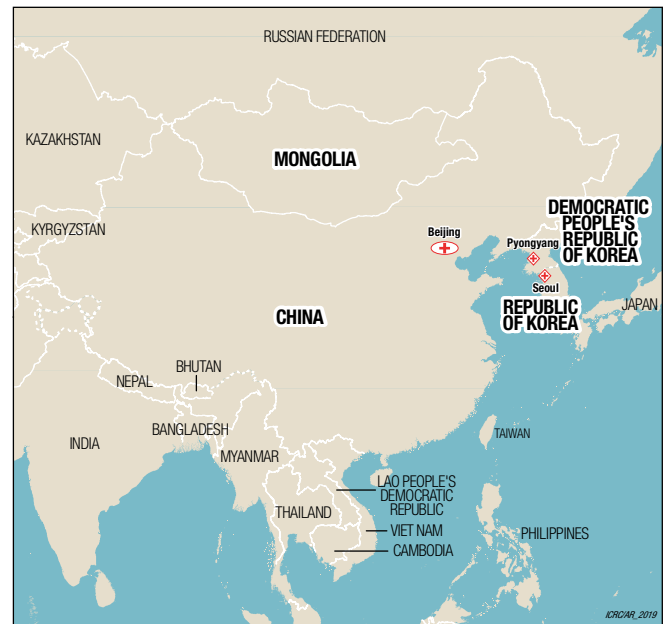 RUSSIAN FEDERATION
KAZAKHSTAN
MONGOLIA
KYRGYZSTAN
Beijing
DEMOCRATIC
PEOPLE'S
REPUBLIC
OF KOREA
Pyongyang
Seoul
REPUBLIC
OF KOREA
JAPAN
CHINA
BHUTAN
NEPAL
BANGLADESH
INDIA
MYANMAR
TAIWAN
LAO PEOPLE'S
DEMOCRATIC
REPUBLIC
THAILAND
VIET NAM
PHILIPPINES
CAMBODIA
ICRC/AR_2019